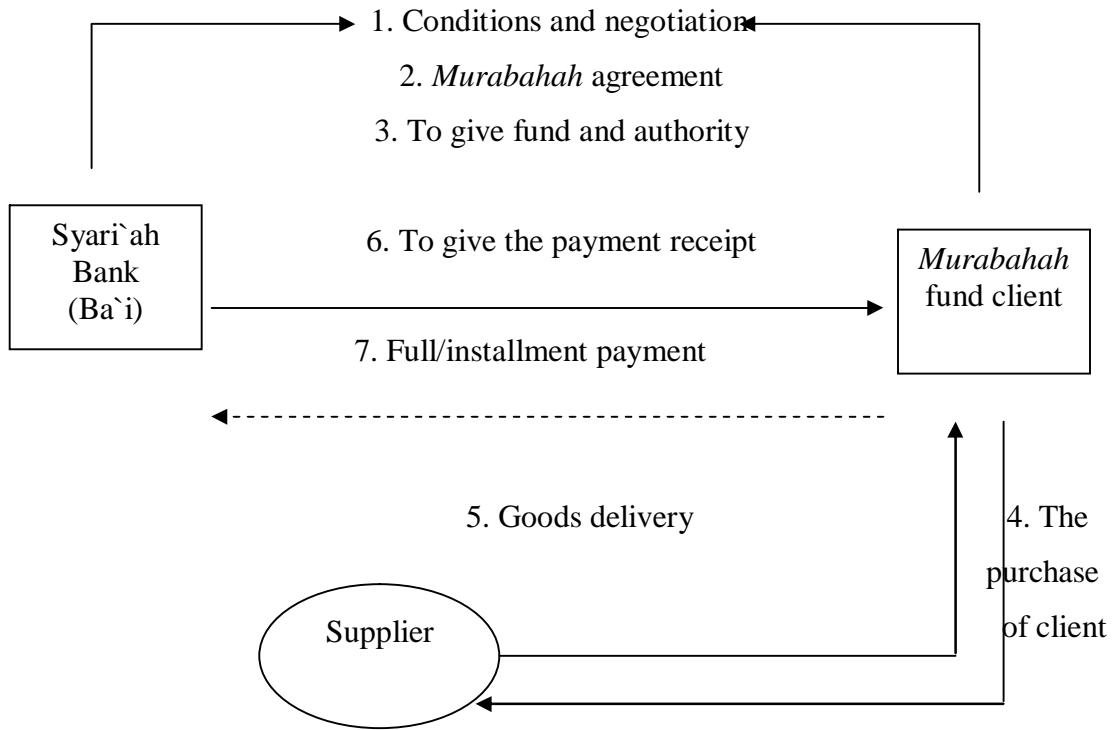 1. Conditions and negotiation
2. Murabahah agreement
3. To give fund and authority
Syari`ah
Bank
(Ba`i)
6. To give the payment receipt
Murabahah
fund client
7. Full/installment payment
5. Goods delivery
4. The
purchase
of client
Supplier